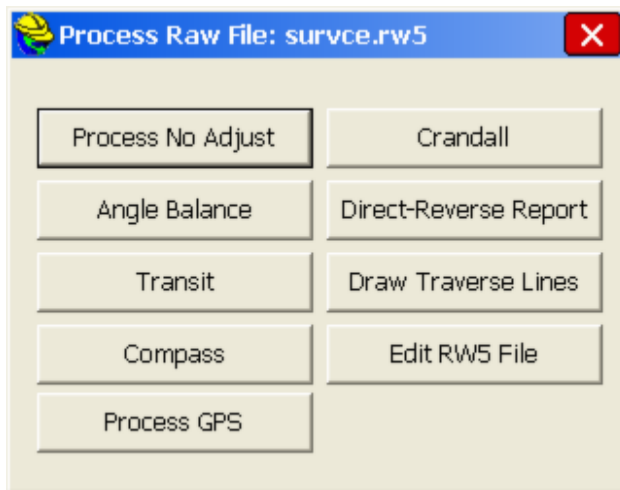 Process Raw File: survce.rw5
Process No Adjust
Crandall
Angle Balance
Direct-Reverse Report
Transit
Draw Traverse Lines
Compass
Edit RW5 File
Process GPS